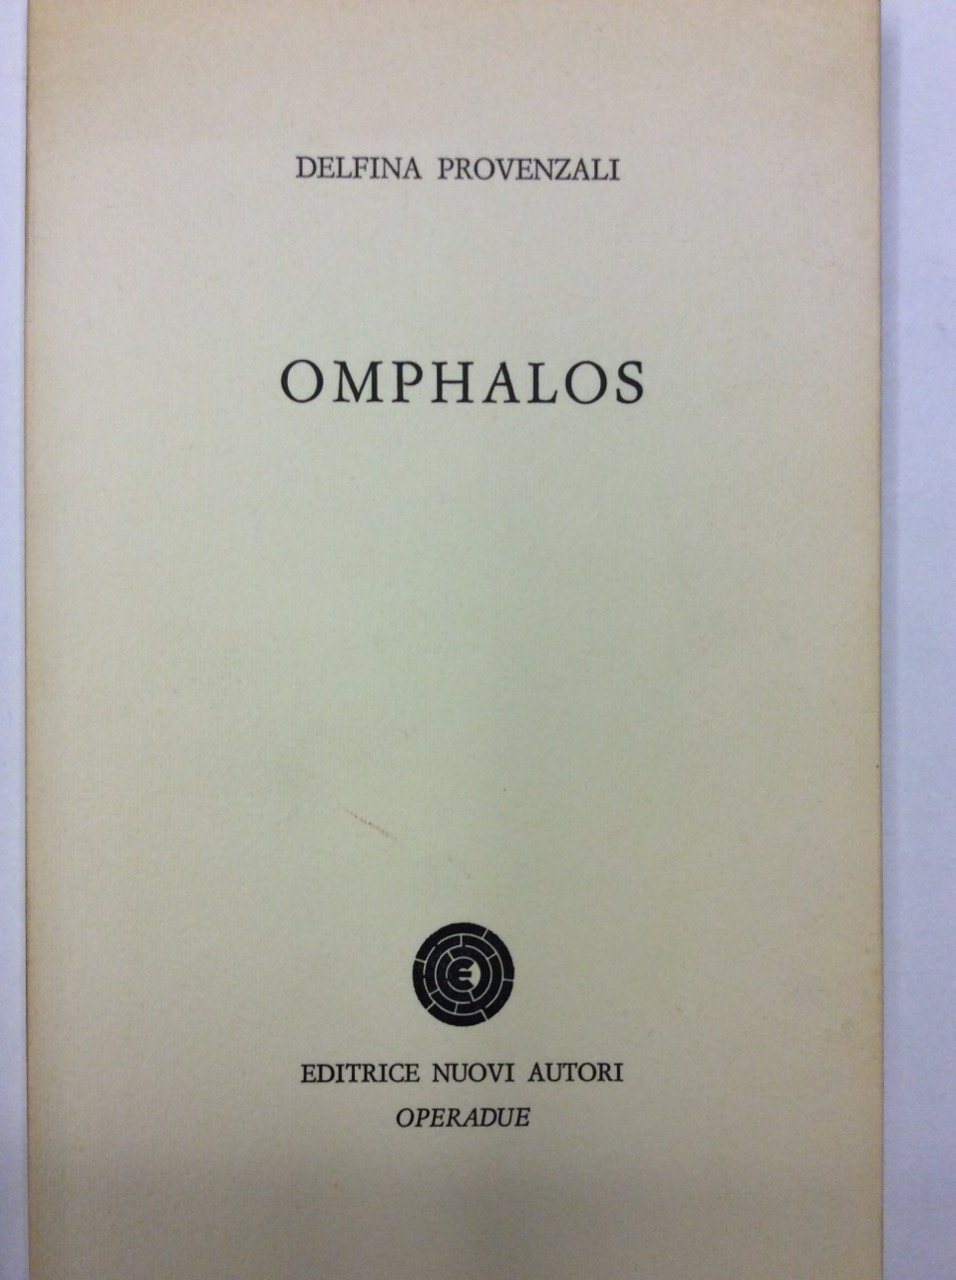 DELFINA PROVENZALI
OMPHALOS
E
EDITRICE NUOVI AUTORI
OPERADUE